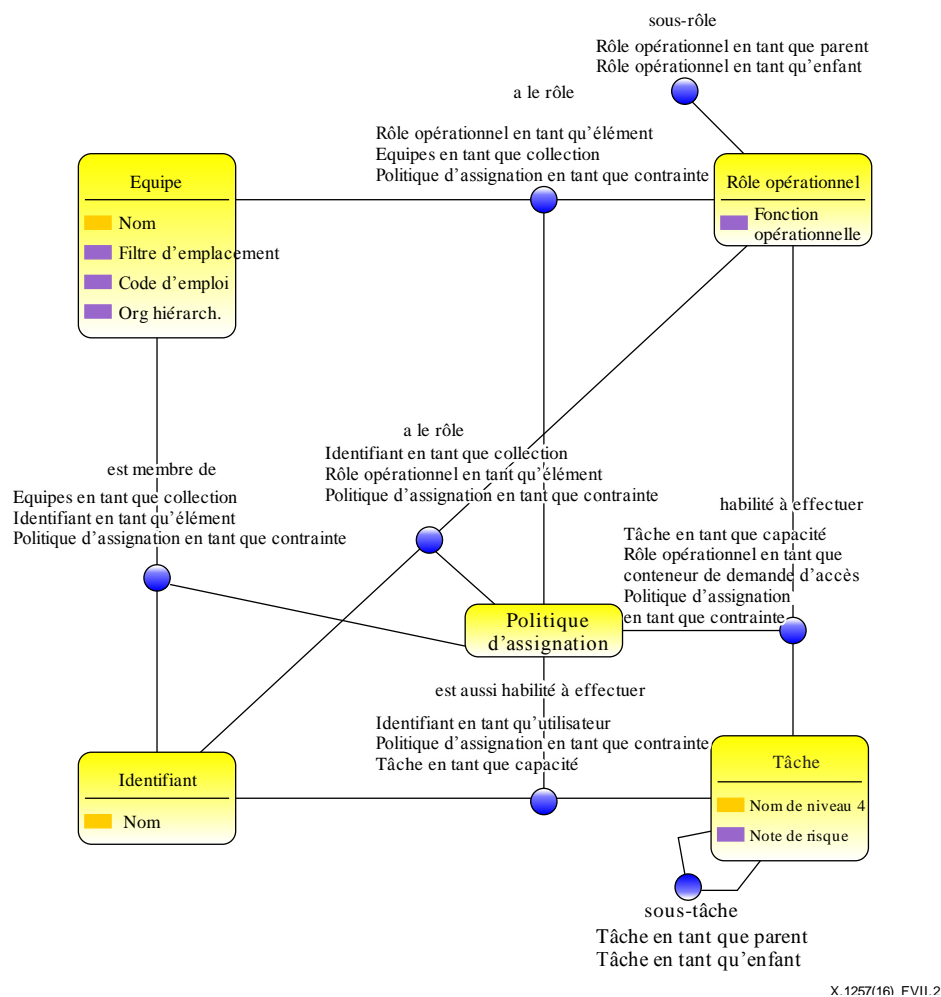 sous-rôle
Rôle opérationnel en tant que parent
Rôle opérationnel en tant qu'enfant
a le rôle
Rôle opérationnel en tant qu'élément
Equipes en tant que collection
Politique d'assignation en tant que contrainte
Equipe
Nom
Filtre d'emplacement
Code d'emploi
Org hiérarch.
Rôle opérationnel
Fonction
opérationnelle
a le rôle
Identifiant en tant que collection
Rôle opérationnel en tant qu'élément
Politique d'assignation en tant que contrainte
est membre de
Equipes en tant que collection
Identifiant en tant qu'élément
Politique d'assignation en tant que contrainte
habilité à effectuer
Tâche en tant que capacité
Rôle opérationnel en tant que
conteneur de demande d'accès
Politique d'assignation
en tant que contrainte
Politique
d'assignation
est aussi habilité à effectuer
Identifiant en tant qu'utilisateur
Politique d'assignation en tant que contrainte
Tâche en tant que capacité
Identifiant
Nom
Tâche
Nom de niveau 4
Note de risque
sous-tâche
Tâche en tant que parent
Tâche en tant qu'enfant
X.1257(16)_FVII.2